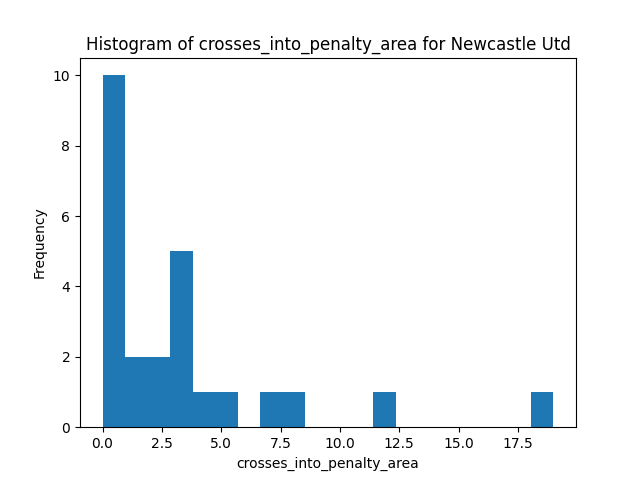 Histogram of crosses_into_penalty_area for Newcastle Utd
10
8
6
4
2
0
Frequency
0.0 2.5 5.0 7.5 10.0 12.5 15.0 17.5
crosses_into_penalty_area